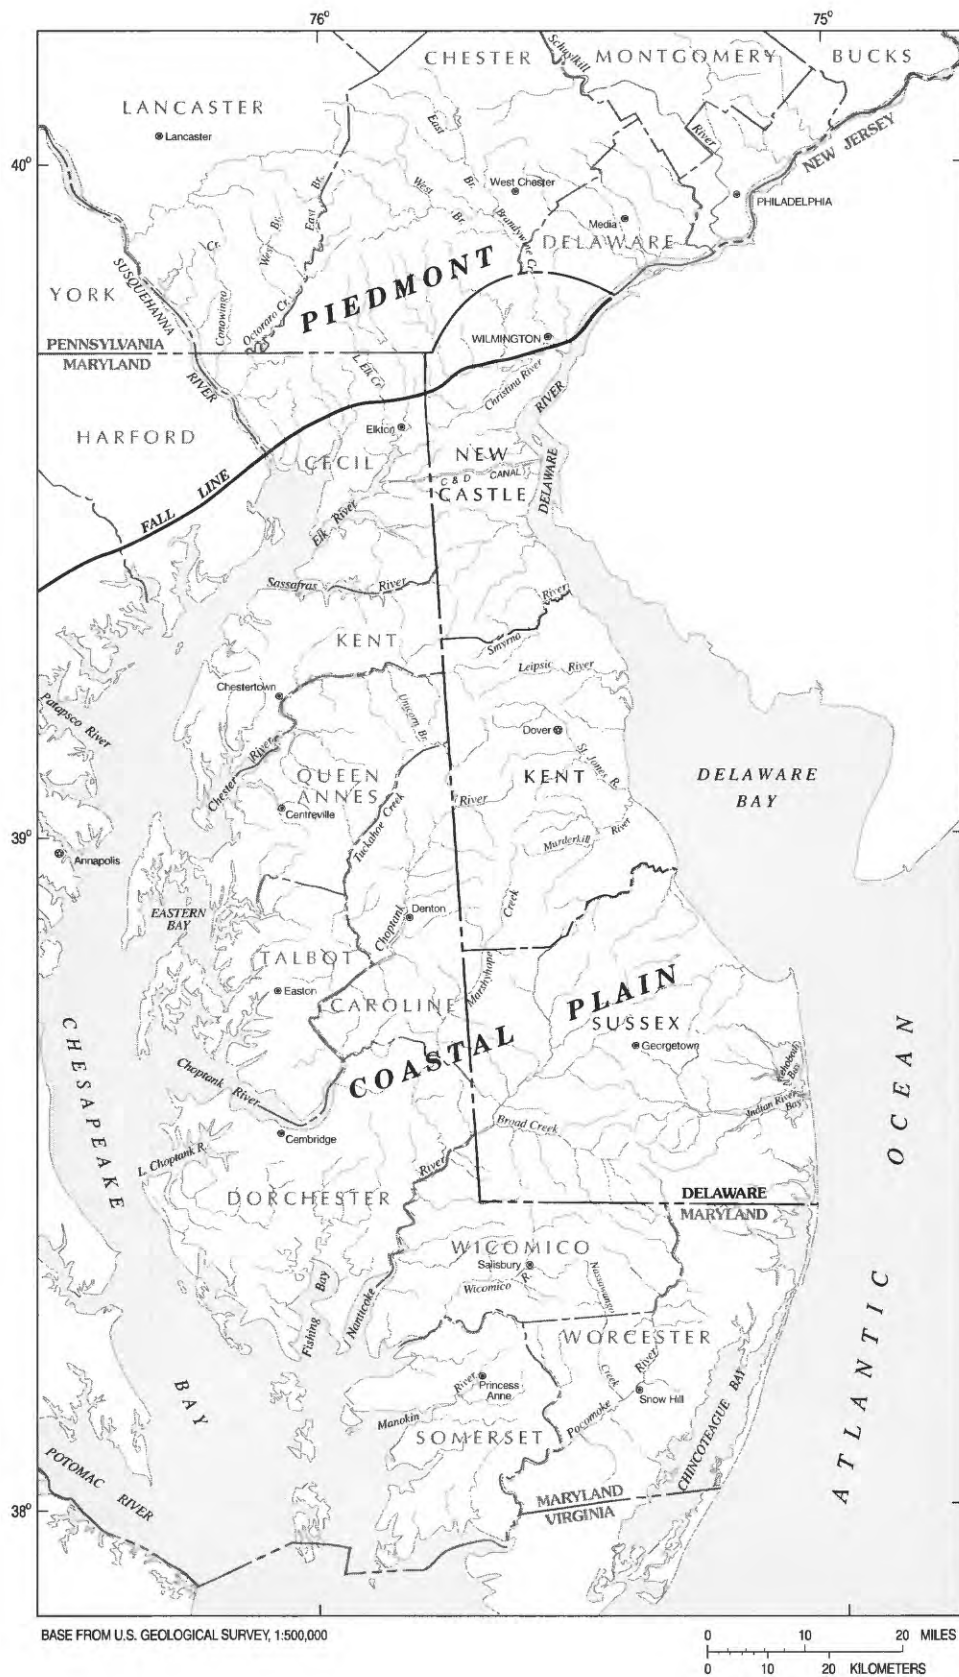 76°
75°
CHESTER
MONTGOMERY
BUCKS
Schuylkill
River
LANCASTER
Lancaster
NEW JERSEY
40°
East
Br.
West
Br.
West Chester
PHILADELPHIA
Brandywine Cr.
Media
DELAWARE
West Br.
East Br.
Cr.
Conowingo
Octoraro Cr.
SUSQUEHANNA
RIVER
YORK
PIEDMONT
PENNSYLVANIA
MARYLAND
WILMINGTON
L. Elk Cr.
Christina River
RIVER
DELAWARE
HARFORD
Elkton
CECIL
NEW
CASTLE
C & D CANAL
FALL LINE
Elk River
Sassafras River
Smyrna River
KENT
Leipsic River
Chestertown
Unicorn Br.
Patapsco River
Dover
St. Jones R.
Chester River
QUEEN
ANNES
KENT
DELAWARE
BAY
Centreville
Tuckahoe Creek
River
Murderkill River
39°
Annapolis
EASTERN
BAY
Choptank
Denton
Creek
Marshyhope
TALBOT
Easton
CAROLINE
COASTAL PLAIN
SUSSEX
Georgetown
Rehoboth
Bay
Indian River
Bay
CHESAPEAKE
BAY
Choptank River
Broad Creek
Cembridge
L. Choptank R.
River
Nanticoke
DORCHESTER
DELAWARE
MARYLAND
ATLANTIC OCEAN
WICOMICO
Salisbury
Wicomico R.
Nassawango
Creek
Fishing Bay
WORCESTER
River
Pocomoke
Princess
Anne
River
Manokin
Snow Hill
SOMERSET
CHINCOTEAGUE BAY
POTOMAC RIVER
MARYLAND
VIRGINIA
38°
BASE FROM U.S. GEOLOGICAL SURVEY, 1:500,000
0 10 20 MILES
0 10 20 KILOMETERS